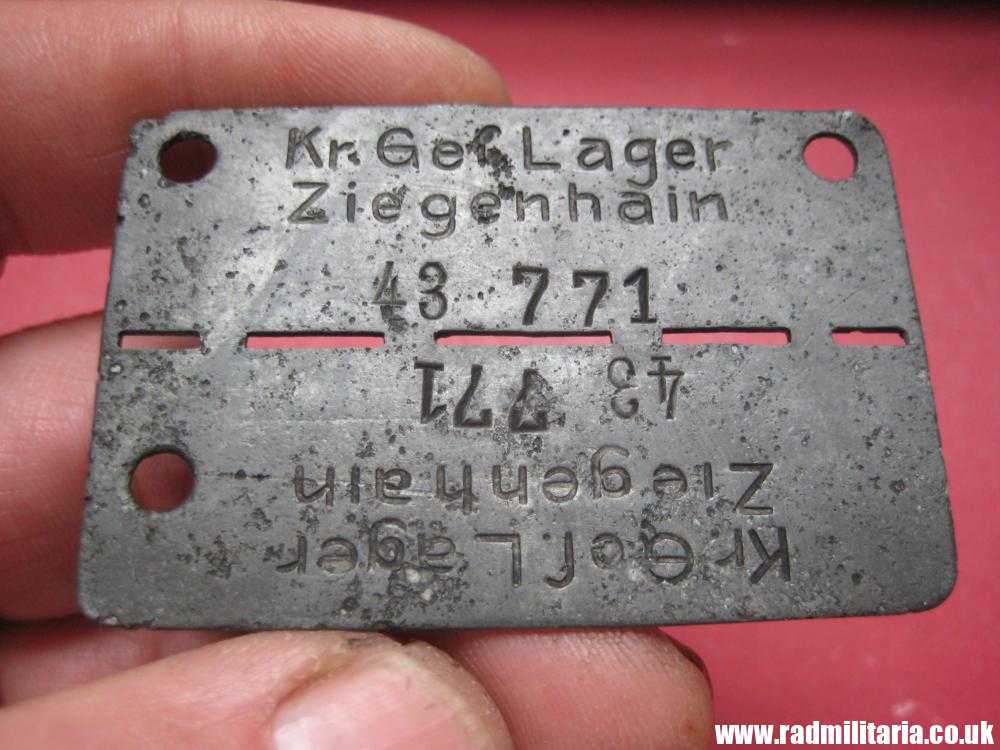 Kr. Gef. Lager
Ziegenhain
43 771
43 771
Ziegenhain
Kr. Gef. Lager
www.radmilitaria.co.uk